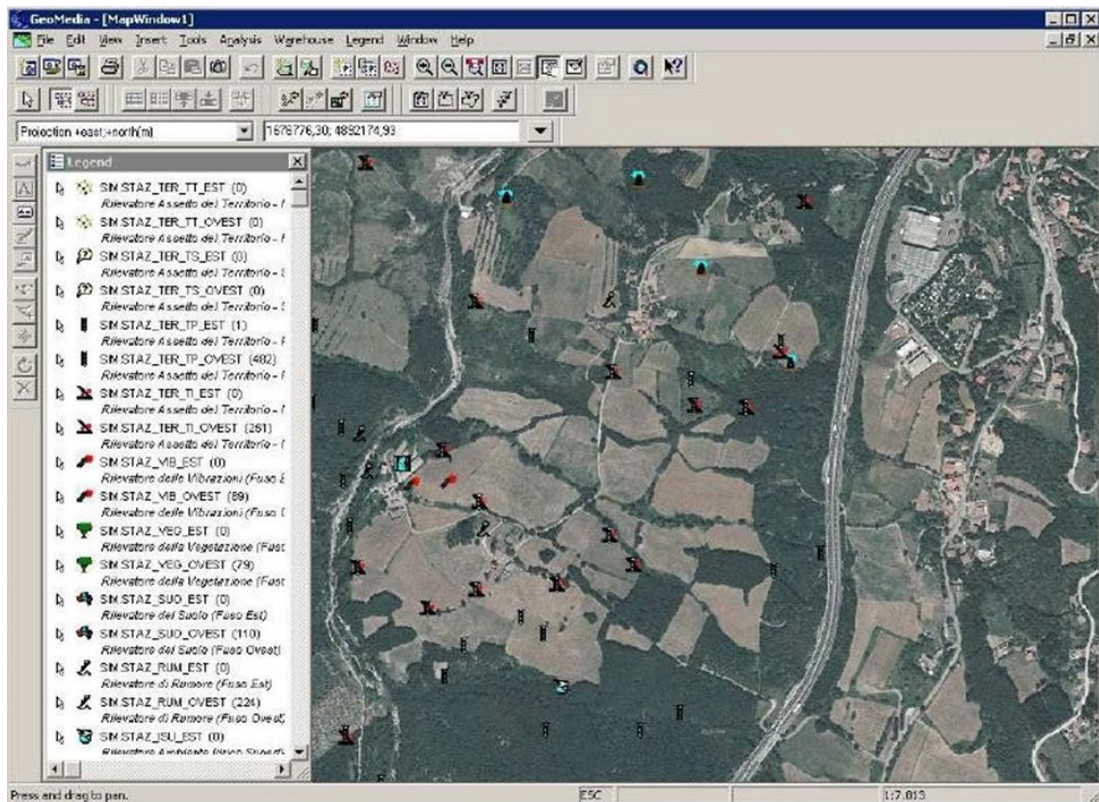 GeoMedia - [MapWindow1]
File Edit View Insert Tools Analysis Warehouse Legend Window Help
Projection +east;+north(m) 1676776,30; 4892174,93
Legend
SIM.STAZ_TER_TT_EST (0)
Rilevatore Assetto del Territorio -
SIM.STAZ_TER_TT_OVEST (0)
Rilevatore Assetto del Territorio -
SIM.STAZ_TER_TS_EST (0)
Rilevatore Assetto del Territorio -
SIM.STAZ_TER_TS_OVEST (0)
Rilevatore Assetto del Territorio -
SIM.STAZ_TER_TP_EST (1)
Rilevatore Assetto del Territorio -
SIM.STAZ_TER_TP_OVEST (482)
Rilevatore Assetto del Territorio -
SIM.STAZ_TER_TI_EST (0)
Rilevatore Assetto del Territorio -
SIM.STAZ_TER_TI_OVEST (261)
Rilevatore Assetto del Territorio -
SIM.STAZ_VIB_EST (0)
Rilevatore delle Vibrazioni (Fuso E
SIM.STAZ_VIB_OVEST (89)
Rilevatore delle Vibrazioni (Fuso
SIM.STAZ_VEG_EST (0)
Rilevatore della Vegetazione (Fust
SIM.STAZ_VEG_OVEST (79)
Rilevatore della Vegetazione (Fust
SIM.STAZ_SUO_EST (0)
Rilevatore del Suolo (Fuso Est)
SIM.STAZ_SUO_OVEST (110)
Rilevatore del Suolo (Fuso Ovest)
SIM.STAZ_RUM_EST (0)
Rilevatore di Rumore (Fuso Est)
SIM.STAZ_RUM_OVEST (224)
Rilevatore di Rumore (Fuso Ovest,
SIM.STAZ_ISU_EST (0)
Rilevatore Ambiente
Press and drag to pan. ESC 1:7.813